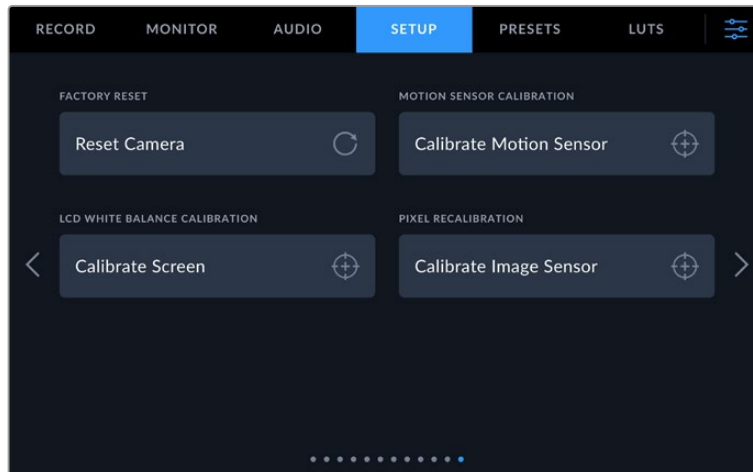 RECORD MONITOR AUDIO SETUP PRESETS LUTS
FACTORY RESET MOTION SENSOR CALIBRATION
Reset Camera Calibrate Motion Sensor
LCD WHITE BALANCE CALIBRATION PIXEL RECALIBRATION
Calibrate Screen Calibrate Image Sensor